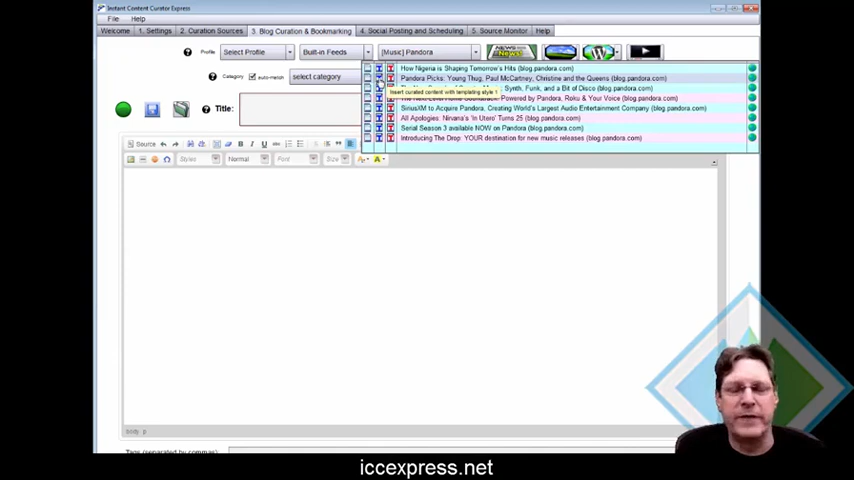 Instant Content Curator Express
File Help
Welcome 1. Settings 2. Curation Sources 3. Blog Curation & Bookmarking 4. Social Posting and Scheduling 5. Source Monitor Help
Profile Select Profile Built-in Feeds [Music] Pandora NEWS News
Category auto-match select category
How Nigeria is Shaping Tomorrow's Hits (blog.pandora.com)
Pandora Picks: Young Thug, Paul McCartney, Christine and the Queens (blog.pandora.com)
Synth, Funk, and a Bit of Disco (blog.pandora.com)
Insert curated content with templating style 1
Powered by Pandora, Roku & Your Voice (blog.pandora.com)
SiriusXM to Acquire Pandora, Creating World's Largest Audio Entertainment Company (blog.pandora.com)
All Apologies: Nirvana's 'In Utero' Turns 25 (blog.pandora.com)
Serial Season 3 available NOW on Pandora (blog.pandora.com)
Introducing The Drop: YOUR destination for new music releases (blog.pandora.com)
Title:
Source
Styles Normal Font Size
body p
Tags (separated by commas)
iccexpress.net